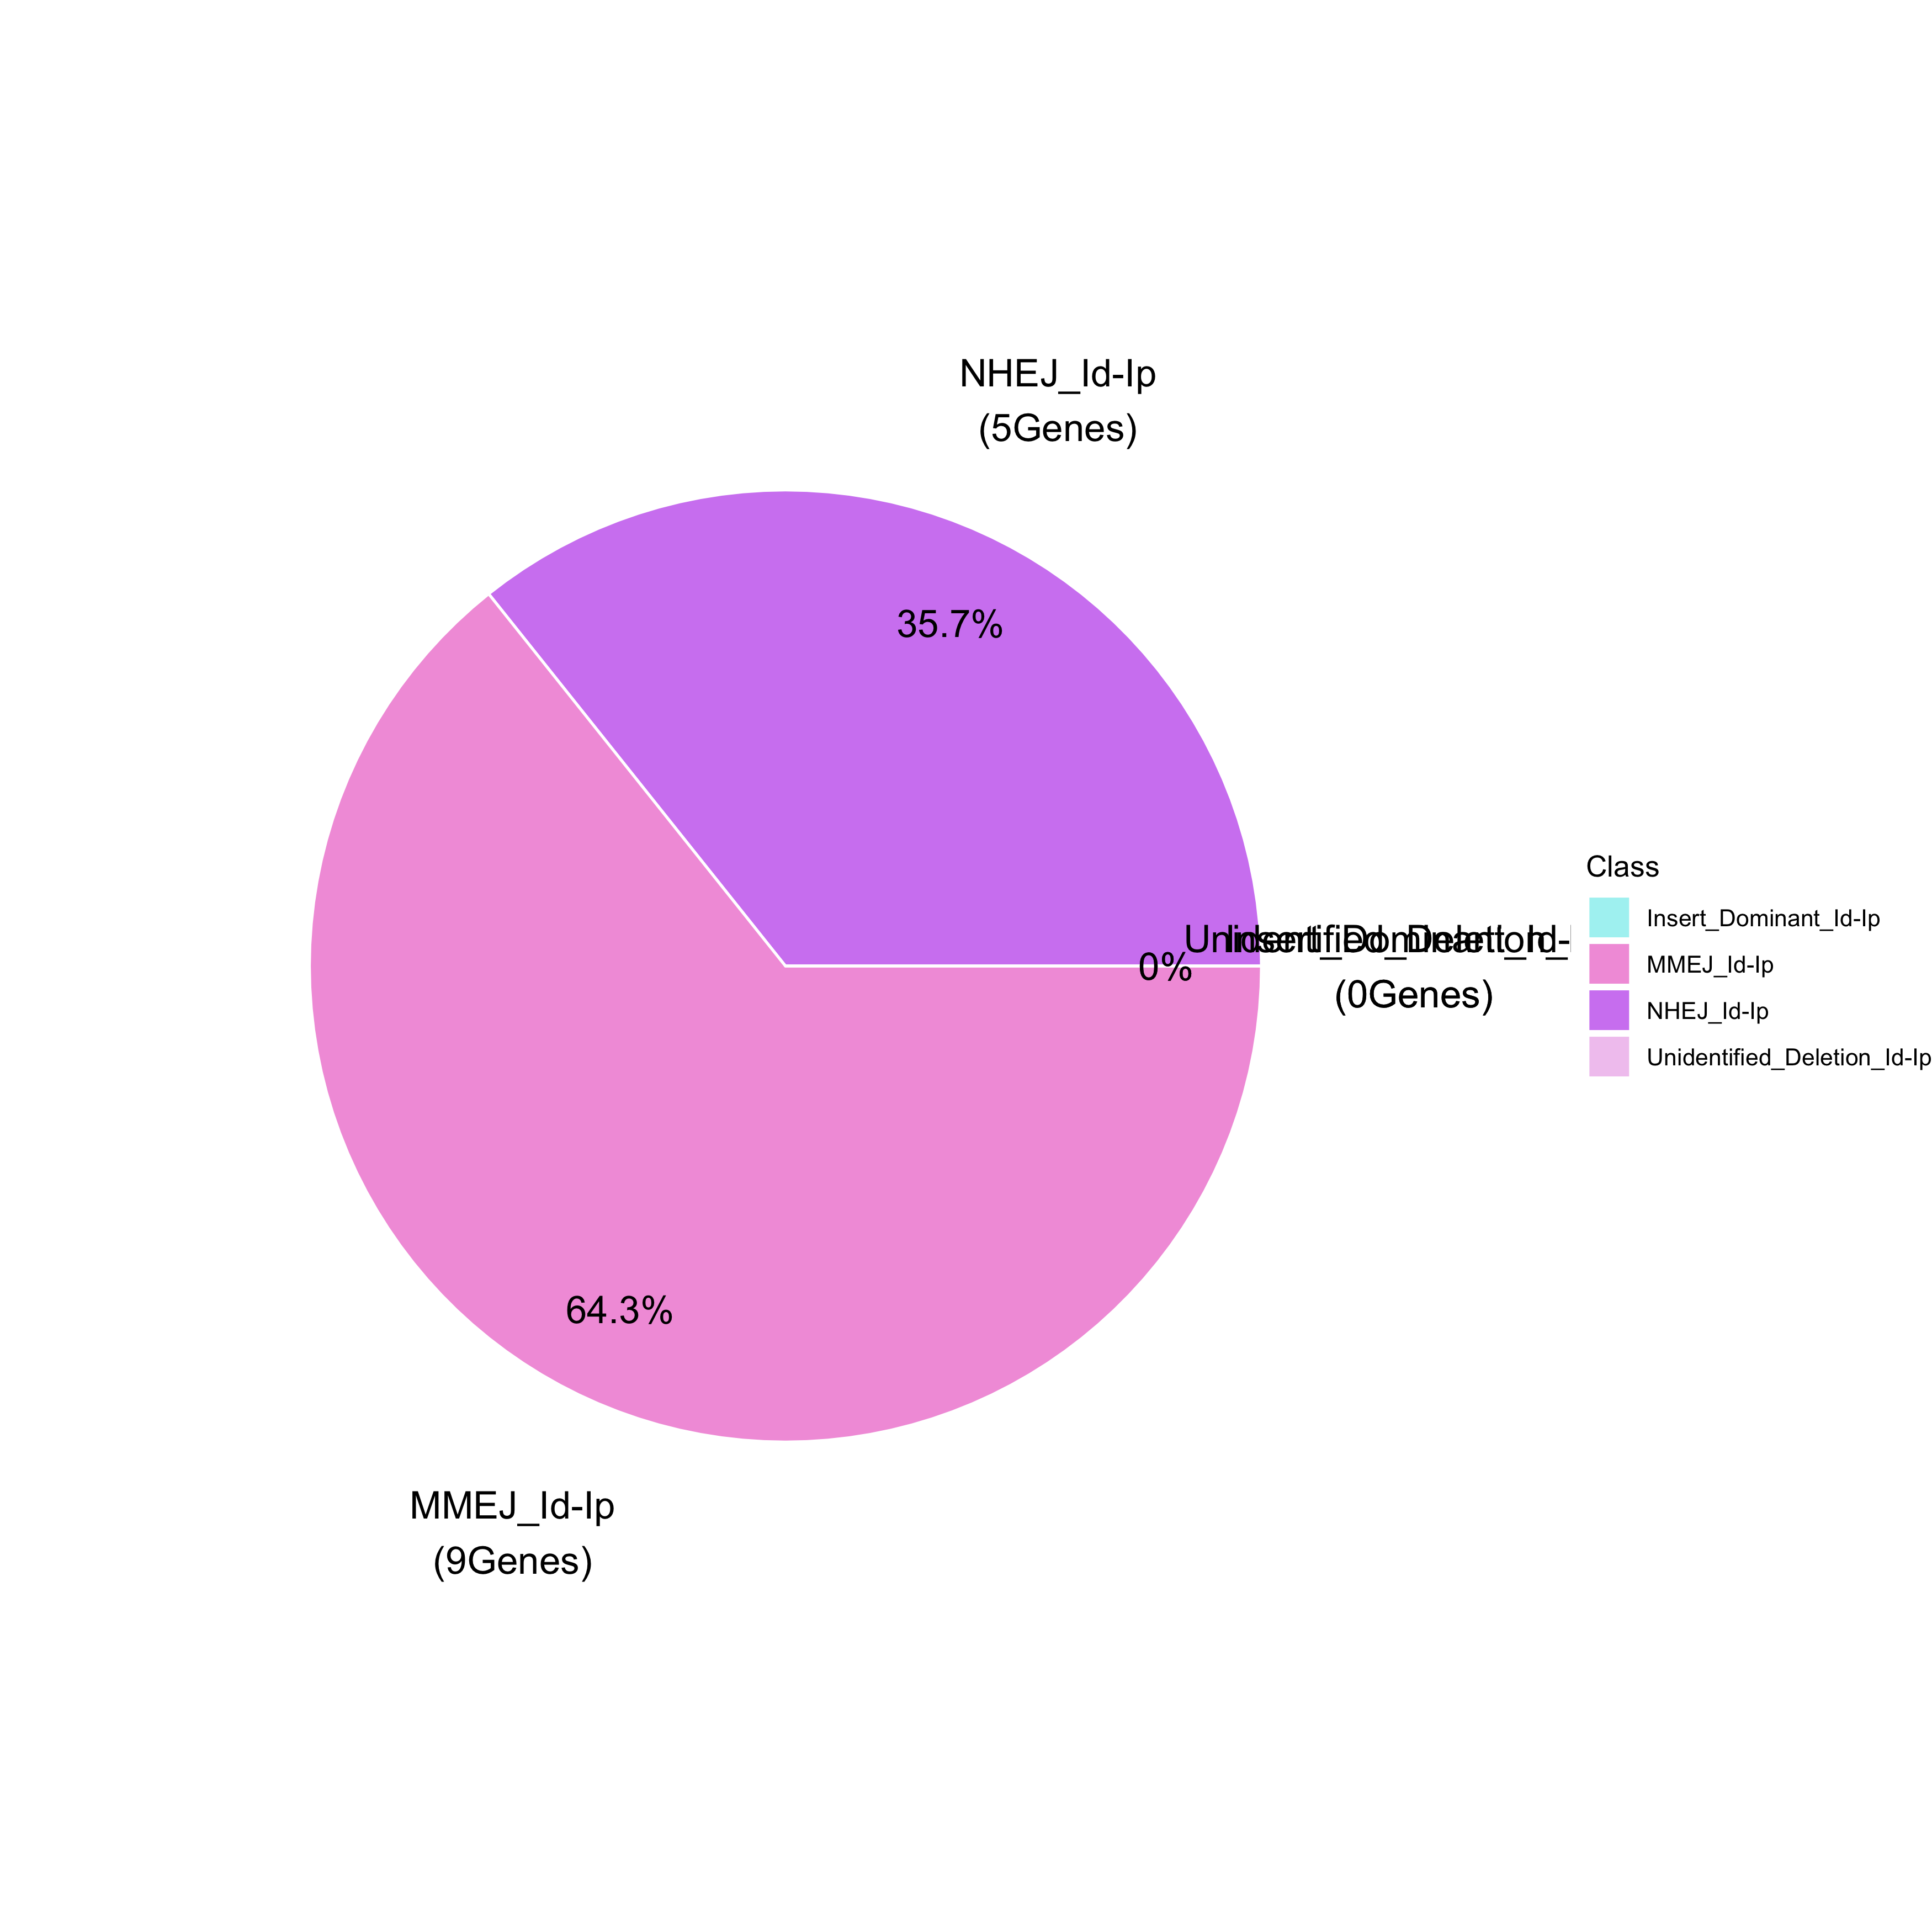 NHEJ_Id-Ip
(5Genes)
35.7%
0%
(0Genes)
64.3%
MMEJ_Id-Ip
(9Genes)
Class
Insert_Dominant_Id-Ip
MMEJ_Id-Ip
NHEJ_Id-Ip
Unidentified_Deletion_Id-Ip